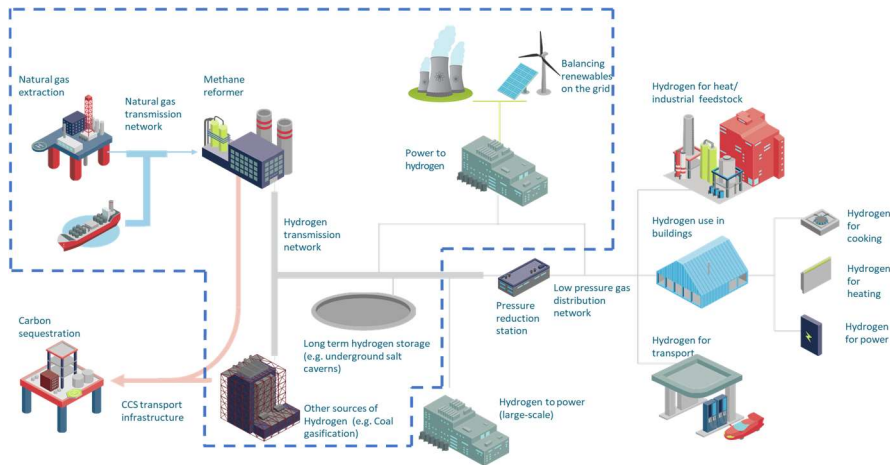 Natural gas
extraction
Natural gas
transmission
network
Methane
reformer
Balancing
renewables
on the grid
Power to
hydrogen
Hydrogen for heat/
industrial feedstock
Hydrogen
transmission
network
Hydrogen use in
buildings
Hydrogen
for
cooking
Hydrogen
for
heating
Hydrogen
for power
Pressure
reduction
station
Low pressure gas
distribution
network
Long term hydrogen storage
(e.g. underground salt
caverns)
Hydrogen for
transport
Carbon
sequestration
CCS transport
infrastructure
Other sources of
Hydrogen (e.g. Coal
gasification)
Hydrogen to power
(large-scale)